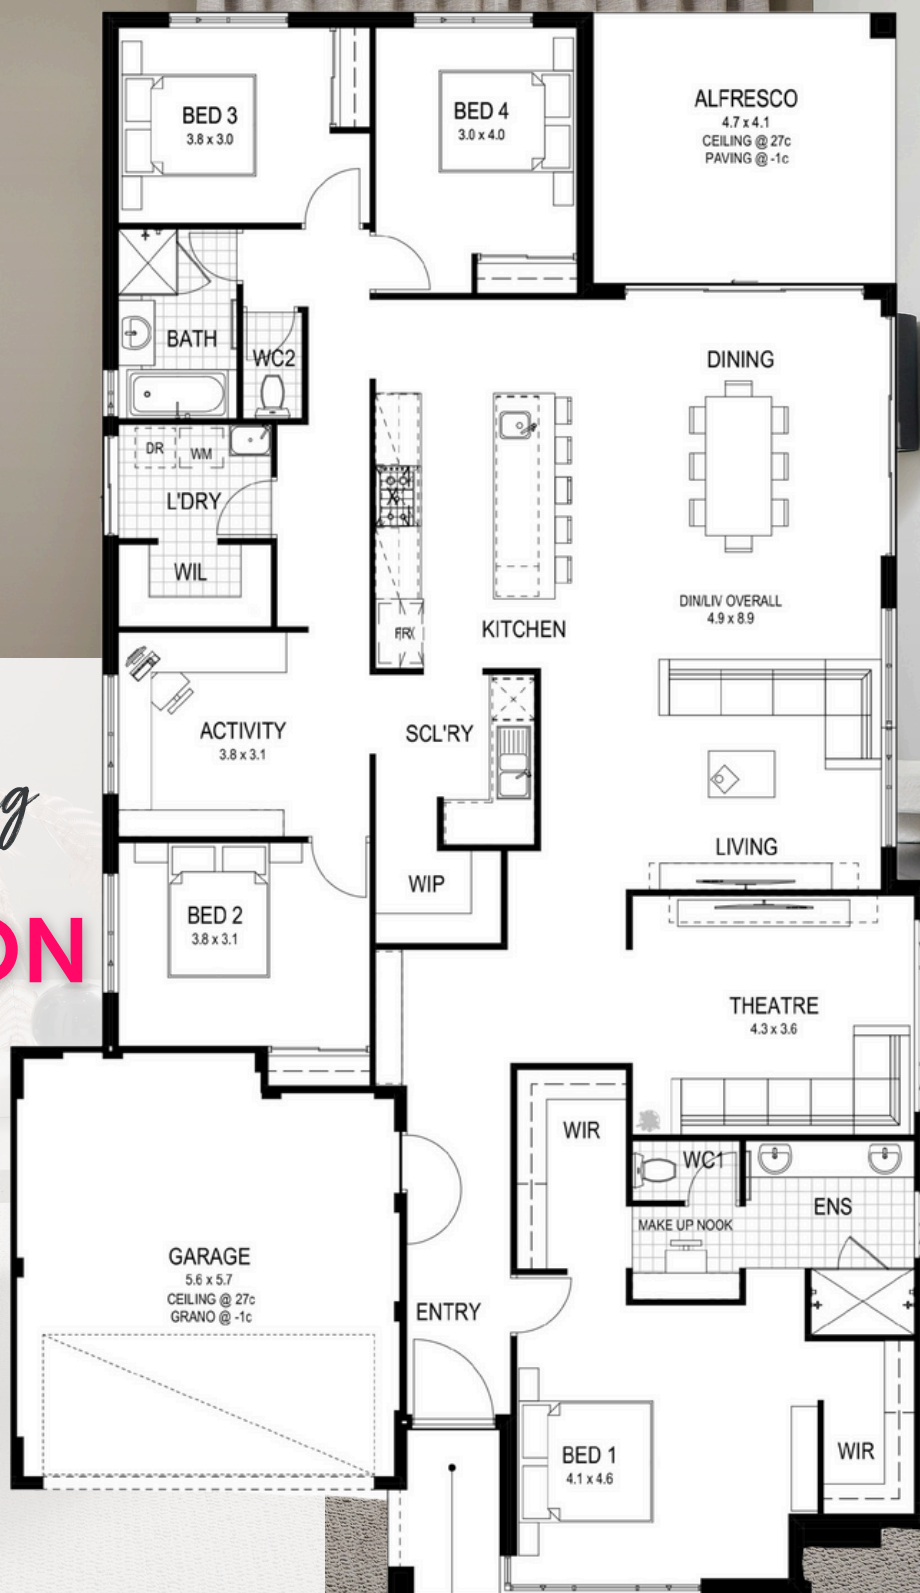 BED 3
3.8 x 3.0
BED 4
3.0 x 4.0
ALFRESCO
4.7 x 4.1
CEILING @ 27c
PAVING @ -1c
BATH
WC2
DINING
DR
WM
L'DRY
WIL
DIN/LIV OVERALL
4.9 x 8.9
FR
KITCHEN
ACTIVITY
3.8 x 3.1
SCL'RY
g
LIVING
WIP
BED 2
3.8 x 3.1
ON
THEATRE
4.3 x 3.6
WIR
WC1
ENS
MAKE UP NOOK
GARAGE
5.6 x 5.7
CEILING @ 27c
GRANO @ -1c
ENTRY
BED 1
4.1 x 4.6
WIR